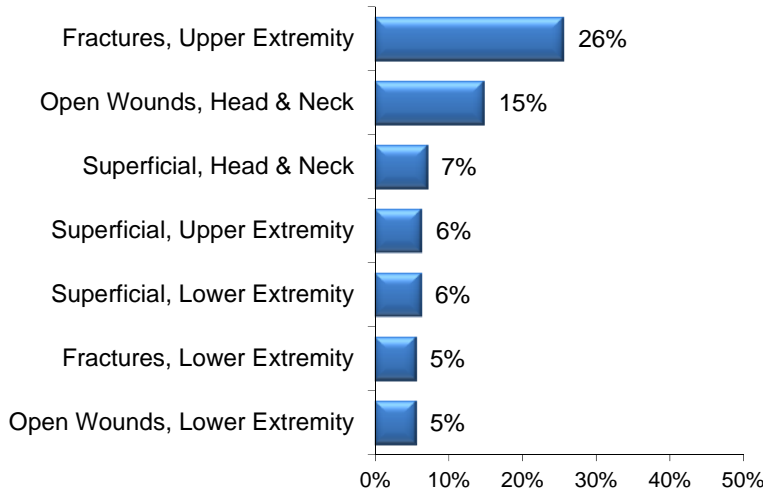 Fractures, Upper Extremity 26%
Open Wounds, Head & Neck 15%
Superficial, Head & Neck 7%
Superficial, Upper Extremity 6%
Superficial, Lower Extremity 6%
Fractures, Lower Extremity 5%
Open Wounds, Lower Extremity 5%
0% 10% 20% 30% 40% 50%